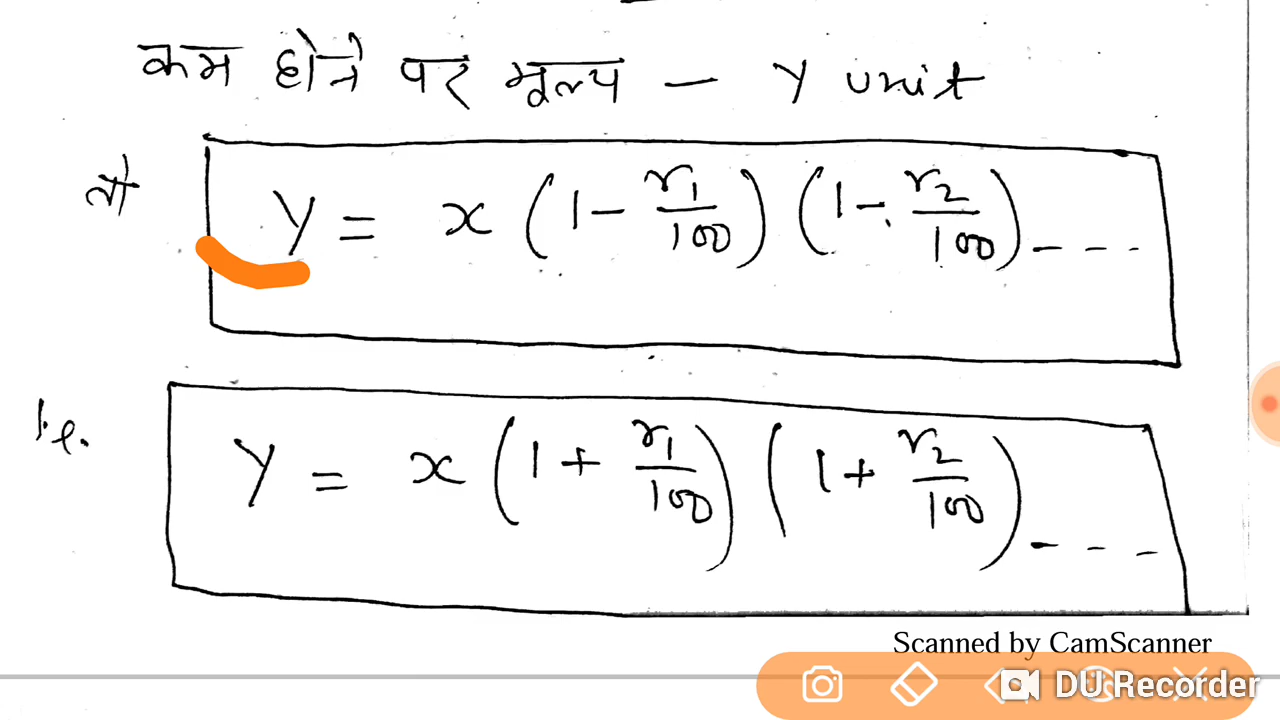 कम होने पर मूल्य — Y unit
तो Y = x (1 - r₁/100) (1 - r₂/100) - - -
i.e. Y = x (1 + r₁/100) (1 + r₂/100) - - -
Scanned by CamScanner
DU Recorder